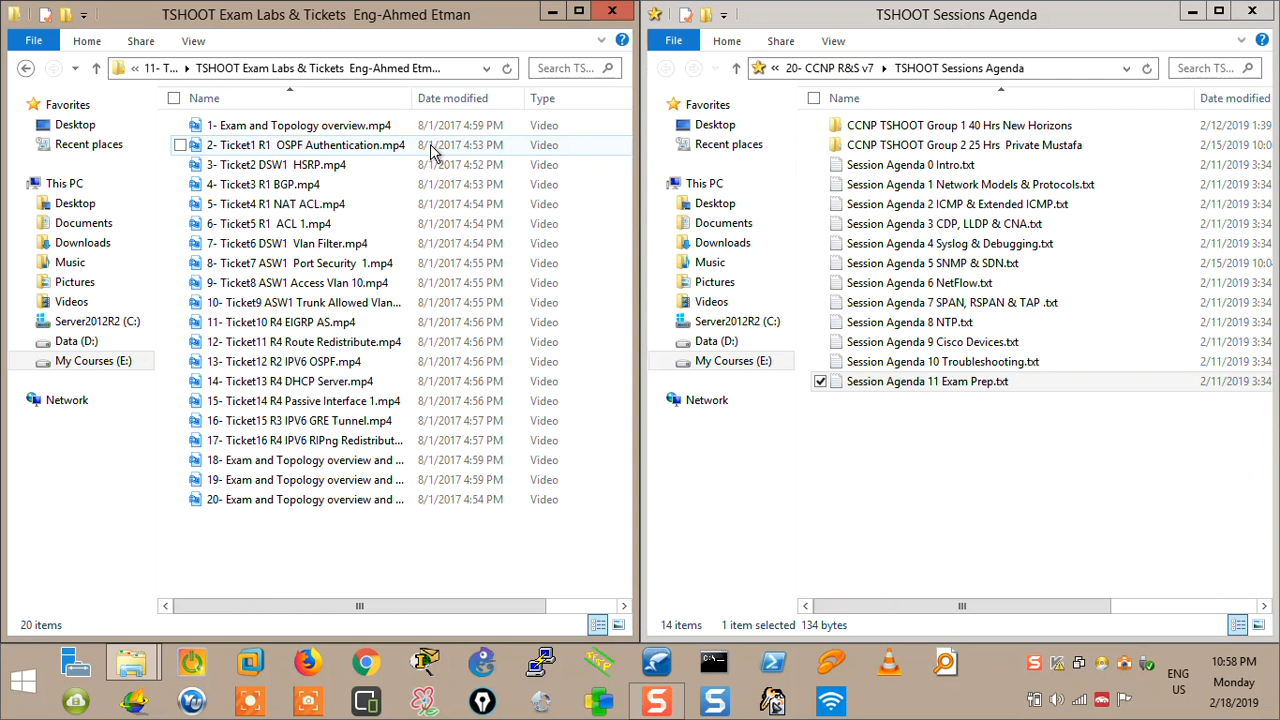 TSHOOT Exam Labs & Tickets Eng-Ahmed Etman
File Home Share View
« 11- T... TSHOOT Exam Labs & Tickets Eng-Ahmed Etm...
Search TS...
Favorites
Desktop
Recent places
This PC
Desktop
Documents
Downloads
Music
Pictures
Videos
Server2012R2 (C:)
Data (D:)
My Courses (E:)
Network
Name Date modified Type
1- Exam and Topology overview.mp4 8/1/2017 4:59 PM Video
2- Ticket1 R1 OSPF Authentication.mp4 8/1/2017 4:53 PM Video
3- Ticket2 DSW1 HSRP.mp4 8/1/2017 4:52 PM Video
4- Ticket3 R1 BGP.mp4 8/1/2017 4:53 PM Video
5- Ticket4 R1 NAT ACL.mp4 8/1/2017 4:54 PM Video
6- Ticket5 R1 ACL 1.mp4 8/1/2017 4:54 PM Video
7- Ticket6 DSW1 Vlan Filter.mp4 8/1/2017 4:54 PM Video
8- Ticket7 ASW1 Port Security 1.mp4 8/1/2017 4:55 PM Video
9- Ticket8 ASW1 Access Vlan 10.mp4 8/1/2017 4:55 PM Video
10- Ticket9 ASW1 Trunk Allowed Vlan... 8/1/2017 4:55 PM Video
11- Ticket10 R4 EIGRP AS.mp4 8/1/2017 4:56 PM Video
12- Ticket11 R4 Route Redistribute.mp4 8/1/2017 4:56 PM Video
13- Ticket12 R2 IPV6 OSPF.mp4 8/1/2017 4:56 PM Video
14- Ticket13 R4 DHCP Server.mp4 8/1/2017 4:56 PM Video
15- Ticket14 R4 Passive Interface 1.mp4 8/1/2017 4:56 PM Video
16- Ticket15 R3 IPV6 GRE Tunnel.mp4 8/1/2017 4:57 PM Video
17- Ticket16 R4 IPV6 RIPng Redistribut... 8/1/2017 4:57 PM Video
18- Exam and Topology overview and ... 8/1/2017 4:59 PM Video
19- Exam and Topology overview and ... 8/1/2017 4:59 PM Video
20- Exam and Topology overview and ... 8/1/2017 4:54 PM Video
20 items
TSHOOT Sessions Agenda
File Home Share View
« 20- CCNP R&S v7 TSHOOT Sessions Agenda
Search TS...
Favorites
Desktop
Recent places
This PC
Desktop
Documents
Downloads
Music
Pictures
Videos
Server2012R2 (C:)
Data (D:)
My Courses (E:)
Network
Name Date modified
CCNP TSHOOT Group 1 40 Hrs New Horizons 2/12/2019 1:39
CCNP TSHOOT Group 2 25 Hrs Private Mustafa 2/15/2019 10:0
Session Agenda 0 Intro.txt 2/11/2019 3:34
Session Agenda 1 Network Models & Protocols.txt 2/11/2019 3:34
Session Agenda 2 ICMP & Extended ICMP.txt 2/11/2019 3:34
Session Agenda 3 CDP, LLDP & CNA.txt 2/11/2019 3:34
Session Agenda 4 Syslog & Debugging.txt 2/11/2019 3:34
Session Agenda 5 SNMP & SDN.txt 2/15/2019 10:0
Session Agenda 6 NetFlow.txt 2/11/2019 3:34
Session Agenda 7 SPAN, RSPAN & TAP .txt 2/11/2019 3:34
Session Agenda 8 NTP.txt 2/11/2019 3:34
Session Agenda 9 Cisco Devices.txt 2/11/2019 3:34
Session Agenda 10 Troubleshooting.txt 2/11/2019 3:34
Session Agenda 11 Exam Prep.txt 2/11/2019 3:34
14 items 1 item selected 134 bytes
ENG
US
10:58 PM
Monday
2/18/2019